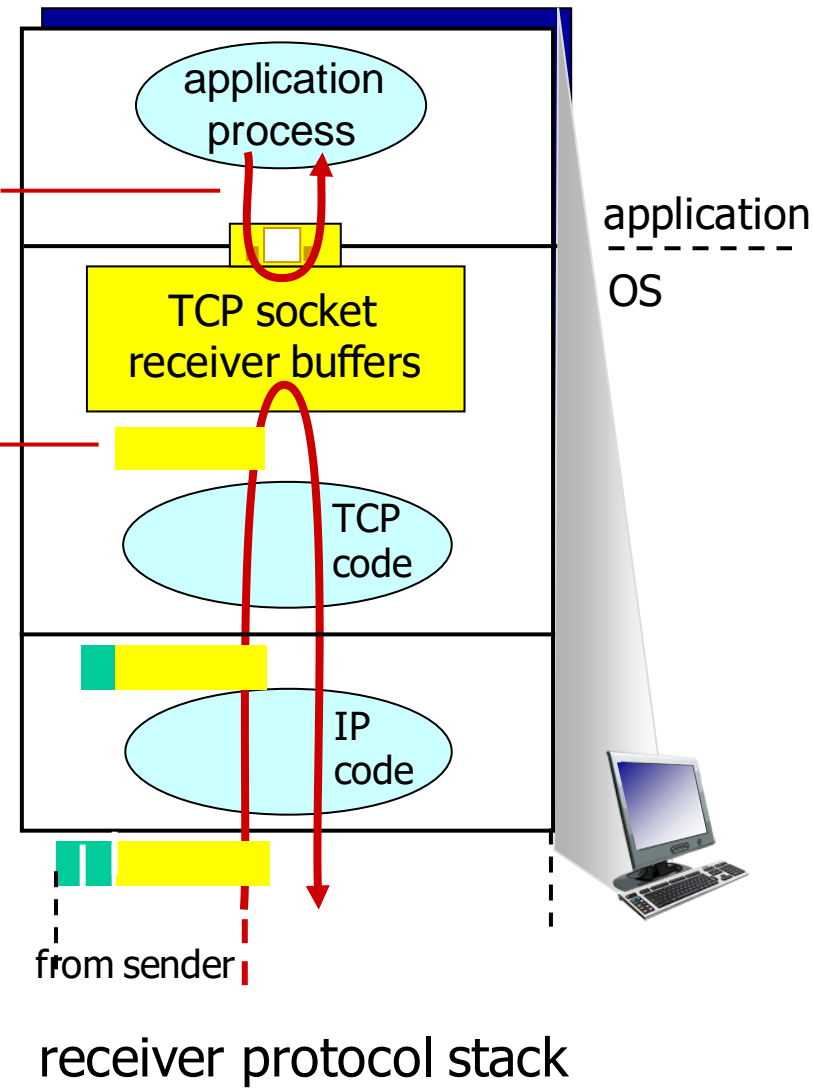 application
process
application
OS
TCP socket
receiver buffers
TCP
code
IP
code
from sender
receiver protocol stack